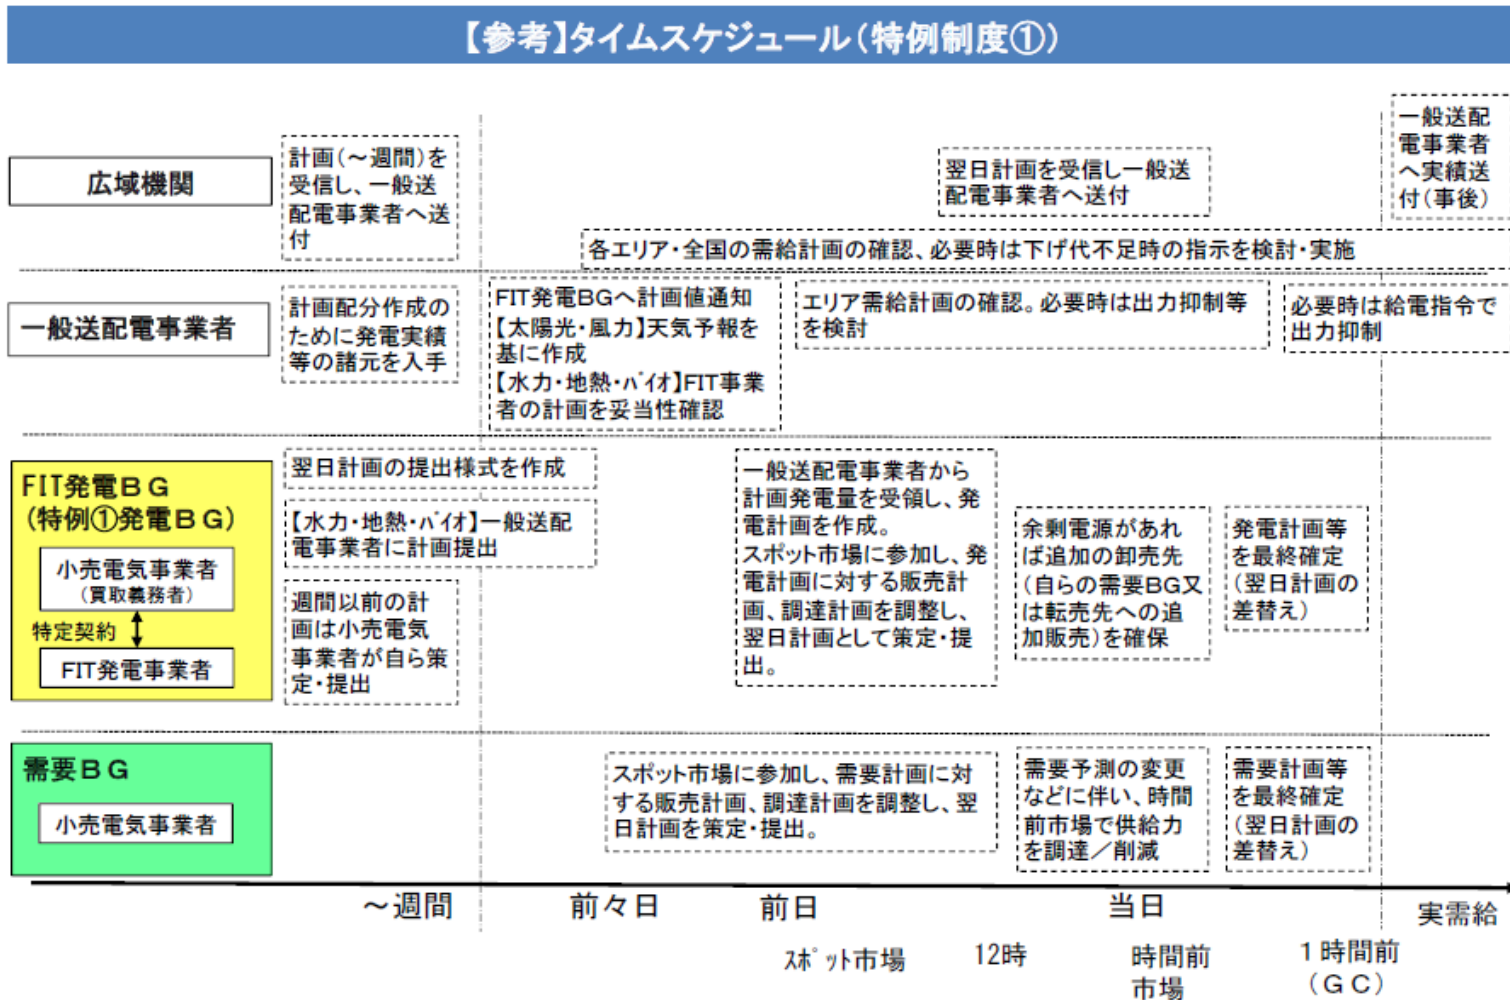 【参考】タイムスケジュール(特例制度①)
広域機関
計画(~週間)を
受信し、一般送
配電事業者へ送
付
翌日計画を受信し一般送
配電事業者へ送付
一般送配
電事業者
へ実績送
付(事後)
各エリア・全国の需給計画の確認、必要時は下げ代不足時の指示を検討・実施
一般送配電事業者
計画配分作成の
ために発電実績
等の諸元を入手
FIT発電BGへ計画値通知
【太陽光・風力】天気予報を
基に作成
【水力・地熱・バイオ】FIT事業
者の計画を妥当性確認
エリア需給計画の確認。必要時は出力抑制等
を検討
必要時は給電指令で
出力抑制
FIT発電BG
(特例①発電BG)
小売電気事業者
(買取義務者)
特定契約
FIT発電事業者
翌日計画の提出様式を作成
【水力・地熱・バイオ】一般送配
電事業者に計画提出
週間以前の計
画は小売電気
事業者が自ら策
定・提出
一般送配電事業者から
計画発電量を受領し、発
電計画を作成。
スポット市場に参加し、発
電計画に対する販売計
画、調達計画を調整し、
翌日計画として策定・提
出。
余剰電源があれ
ば追加の卸売先
(自らの需要BG又
は転売先への追
加販売)を確保
発電計画等
を最終確定
(翌日計画の
差替え)
需要BG
小売電気事業者
スポット市場に参加し、需要計画に対
する販売計画、調達計画を調整し、翌
日計画を策定・提出。
需要予測の変更
などに伴い、時間
前市場で供給力
を調達/削減
需要計画等
を最終確定
(翌日計画の
差替え)
~週間
前々日
前日
当日
実需給
スポット市場
12時
時間前
市場
1時間前
(GC)